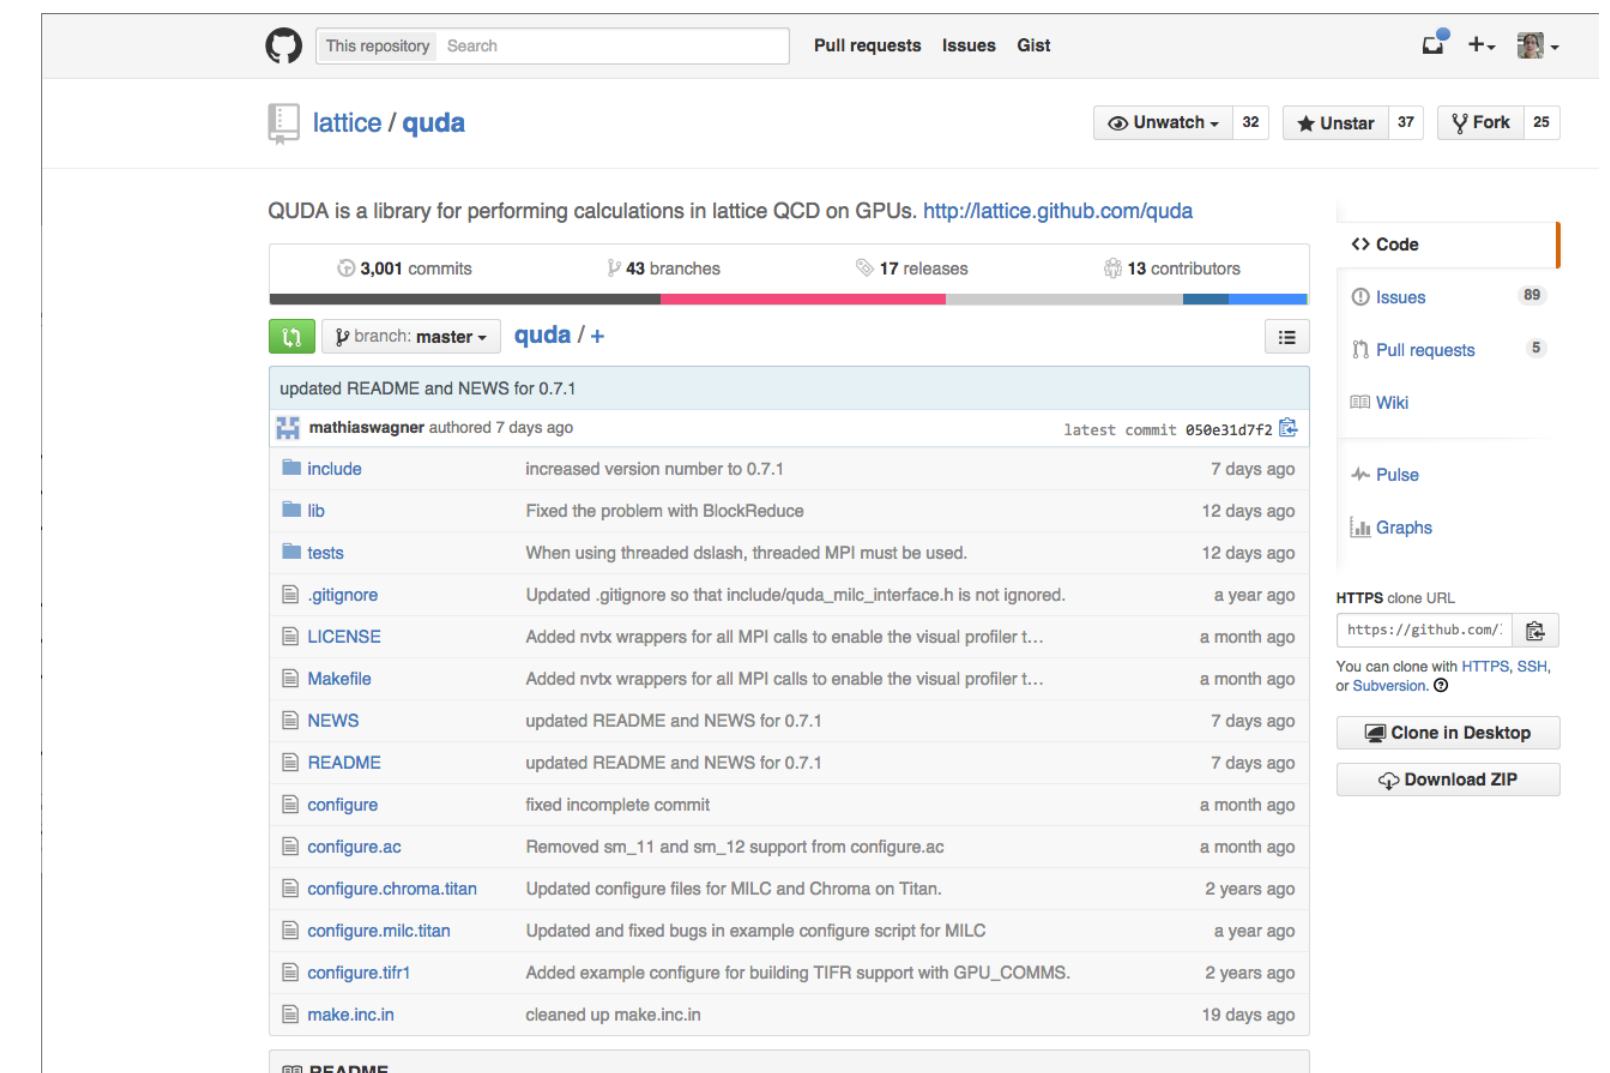 This repository Search Pull requests Issues Gist
lattice / quda Unwatch 32 Unstar 37 Fork 25
QUDA is a library for performing calculations in lattice QCD on GPUs. http://lattice.github.com/quda
3,001 commits 43 branches 17 releases 13 contributors
branch: master quda / +
updated README and NEWS for 0.7.1
mathiaswagner authored 7 days ago latest commit 050e31d7f2
include increased version number to 0.7.1 7 days ago
lib Fixed the problem with BlockReduce 12 days ago
tests When using threaded dslash, threaded MPI must be used. 12 days ago
.gitignore Updated .gitignore so that include/quda_milc_interface.h is not ignored. a year ago
LICENSE Added nvtx wrappers for all MPI calls to enable the visual profiler t… a month ago
Makefile Added nvtx wrappers for all MPI calls to enable the visual profiler t… a month ago
NEWS updated README and NEWS for 0.7.1 7 days ago
README updated README and NEWS for 0.7.1 7 days ago
configure fixed incomplete commit a month ago
configure.ac Removed sm_11 and sm_12 support from configure.ac a month ago
configure.chroma.titan Updated configure files for MILC and Chroma on Titan. 2 years ago
configure.milc.titan Updated and fixed bugs in example configure script for MILC a year ago
configure.tifr1 Added example configure for building TIFR support with GPU_COMMS. 2 years ago
make.inc.in cleaned up make.inc.in 19 days ago
README
Code
Issues 89
Pull requests 5
Wiki
Pulse
Graphs
HTTPS clone URL
https://github.com/
You can clone with HTTPS, SSH,
or Subversion.
Clone in Desktop
Download ZIP